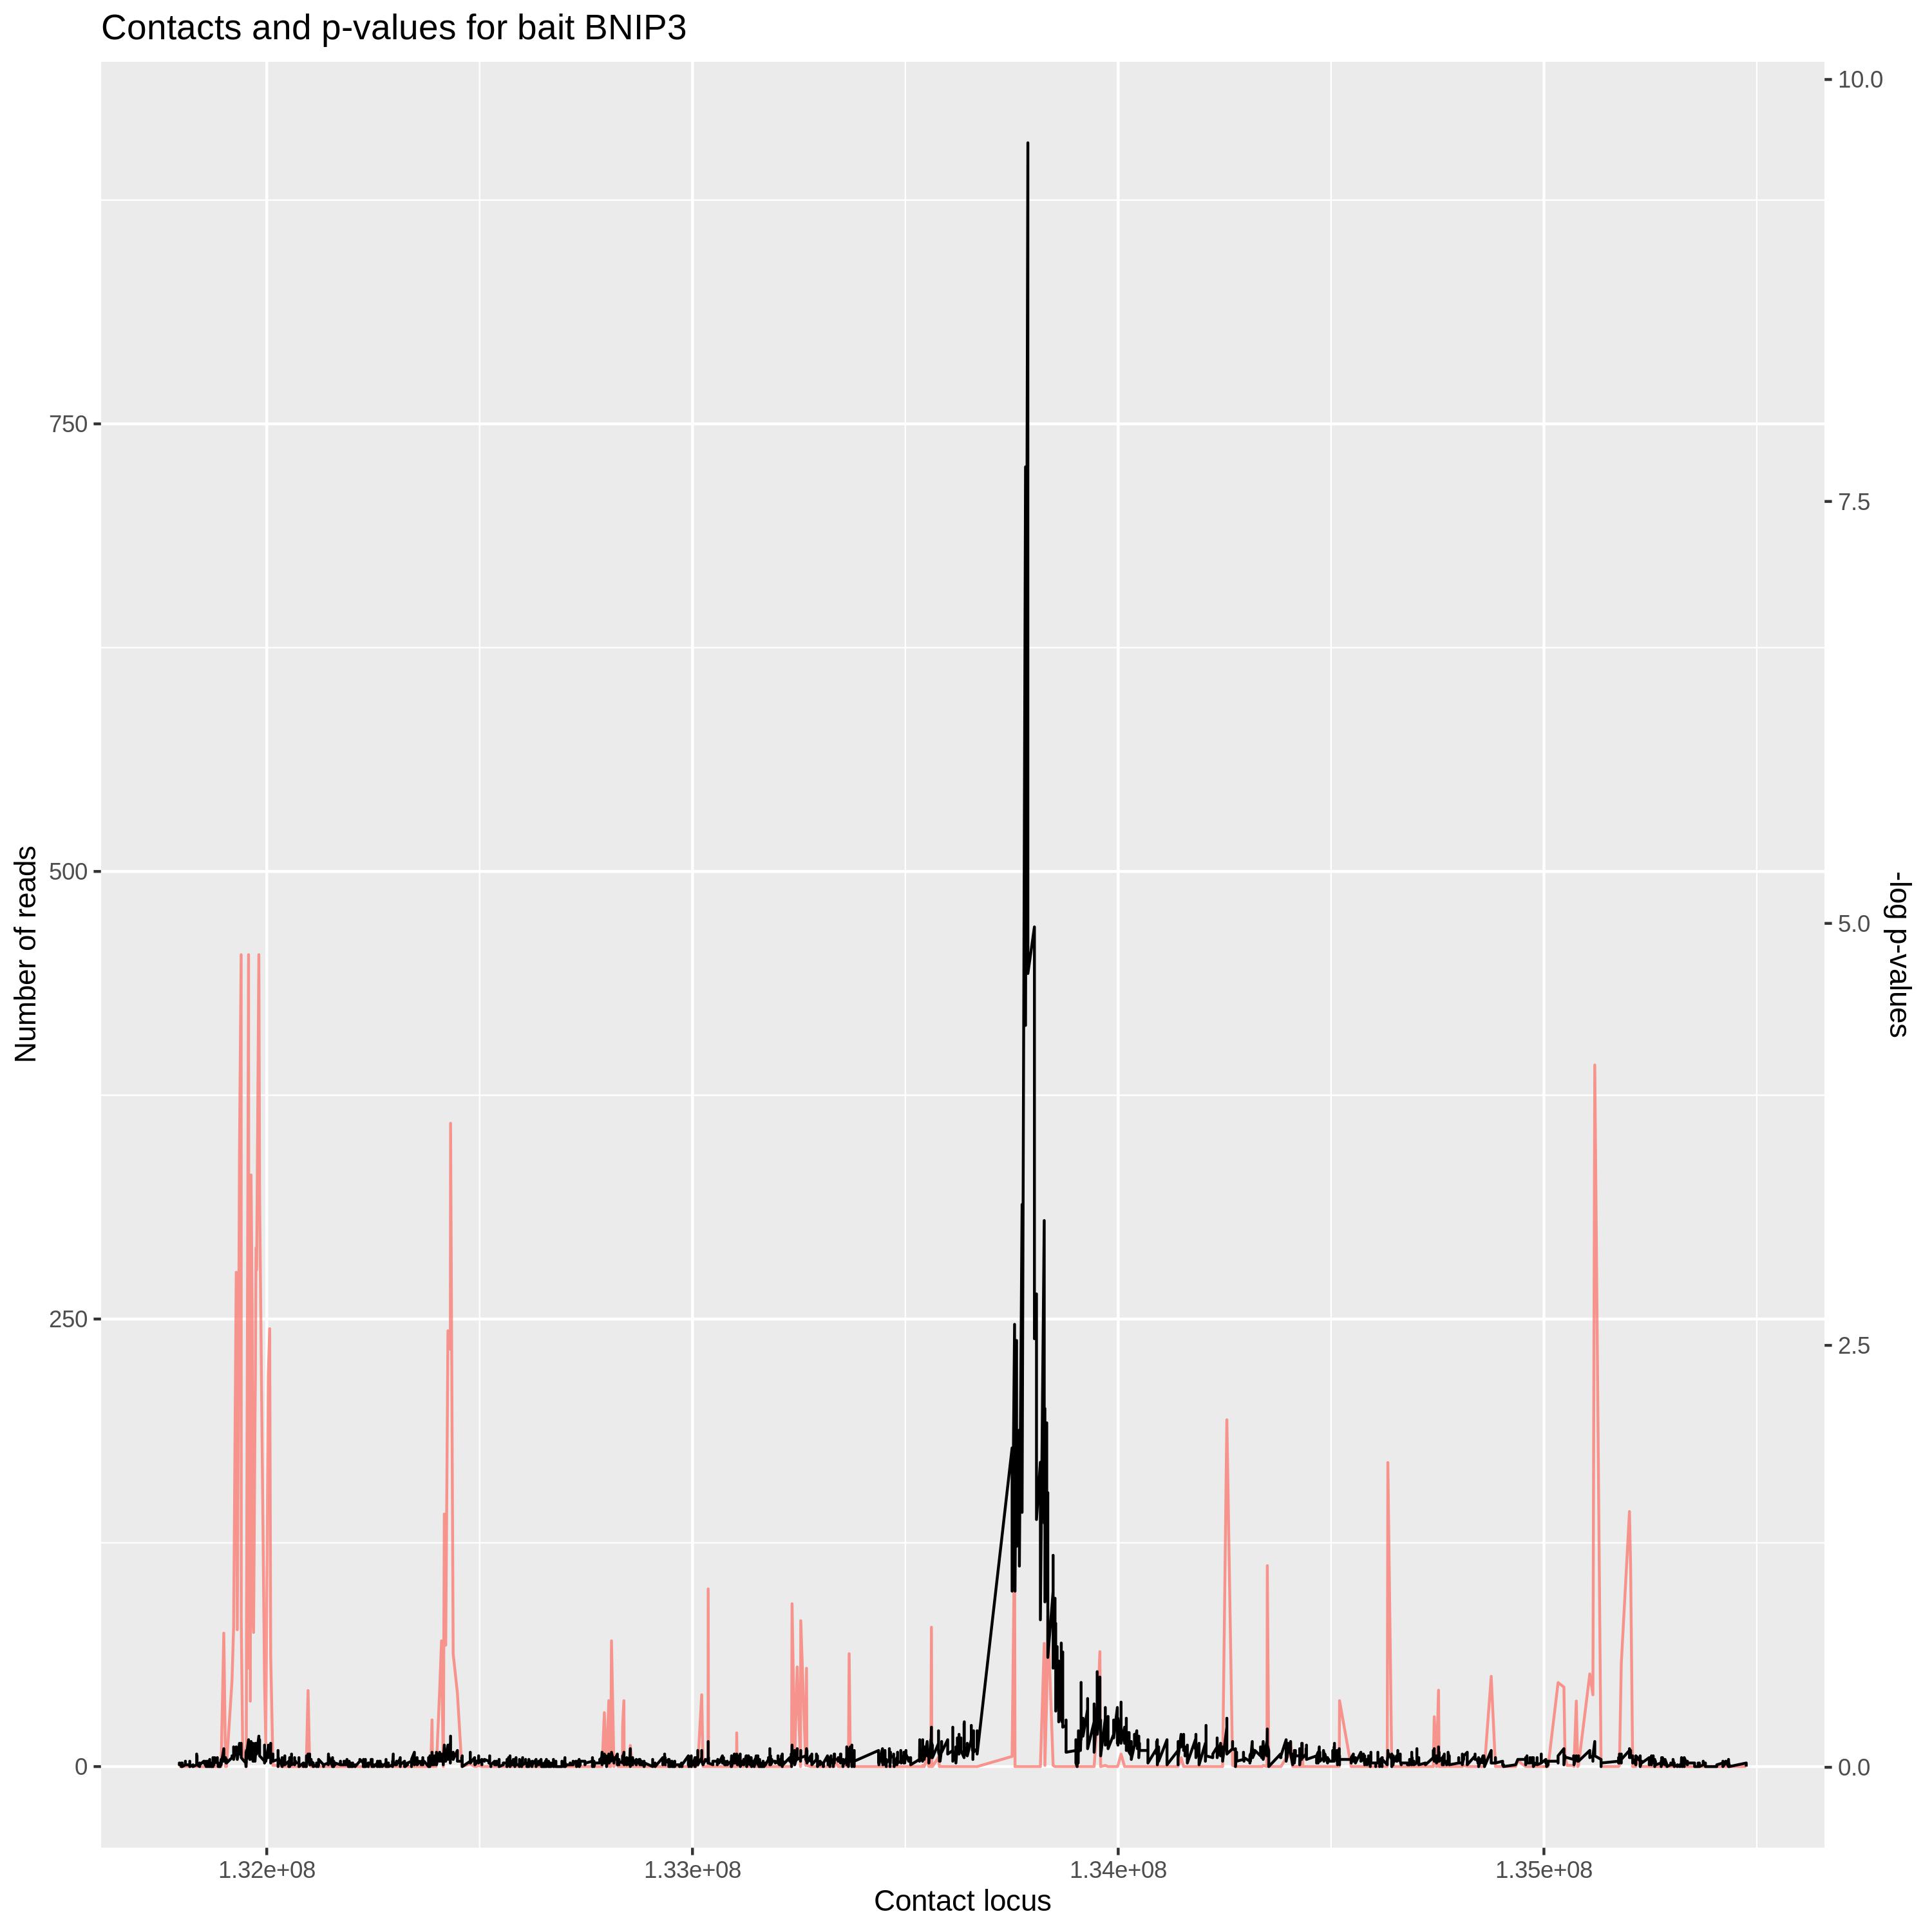 Contacts and p-values for bait BNIP3
10.0
750
7.5
500
5.0
Number of reads
-log p-values
250
2.5
0
0.0
1.32e+08
1.33e+08
1.34e+08
1.35e+08
Contact locus